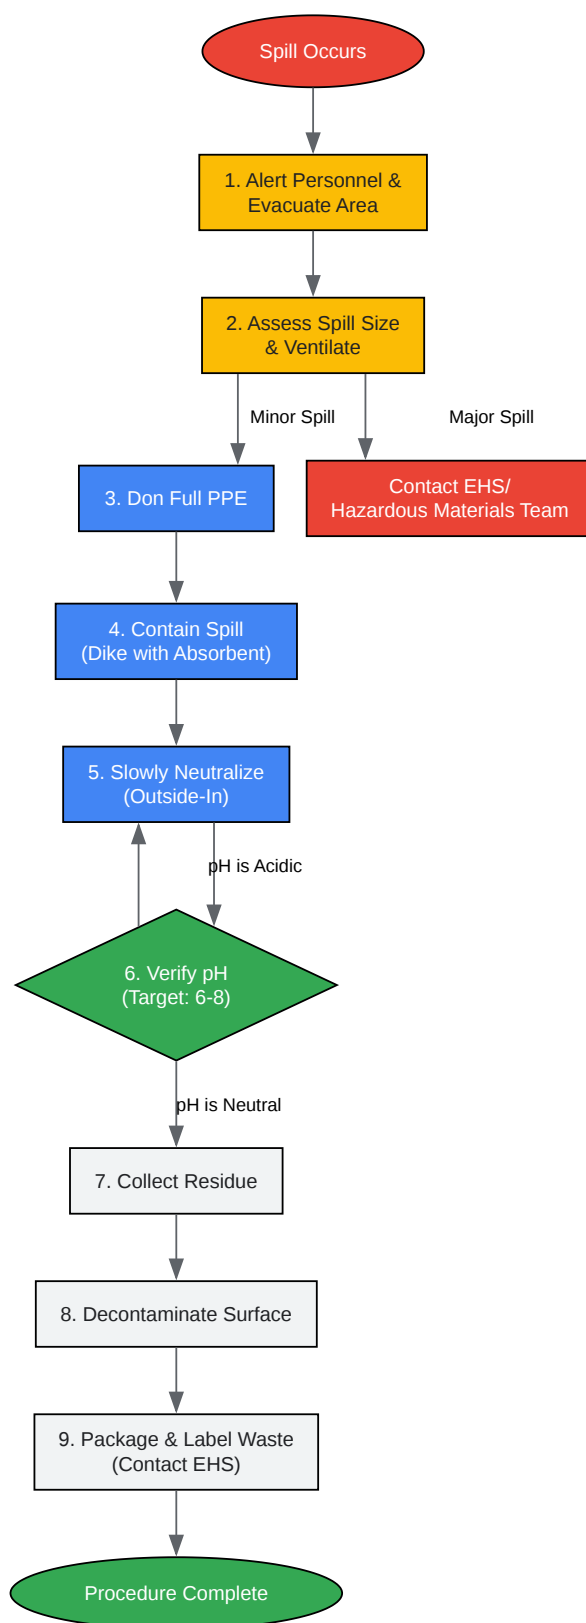 Spill Occurs
1. Alert Personnel &
Evacuate Area
2. Assess Spill Size
& Ventilate
Minor Spill
Major Spill
3. Don Full PPE
Contact EHS/
Hazardous Materials Team
4. Contain Spill
(Dike with Absorbent)
5. Slowly Neutralize
(Outside-In)
pH is Acidic
6. Verify pH
(Target: 6-8)
pH is Neutral
7. Collect Residue
8. Decontaminate Surface
9. Package & Label Waste
(Contact EHS)
Procedure Complete